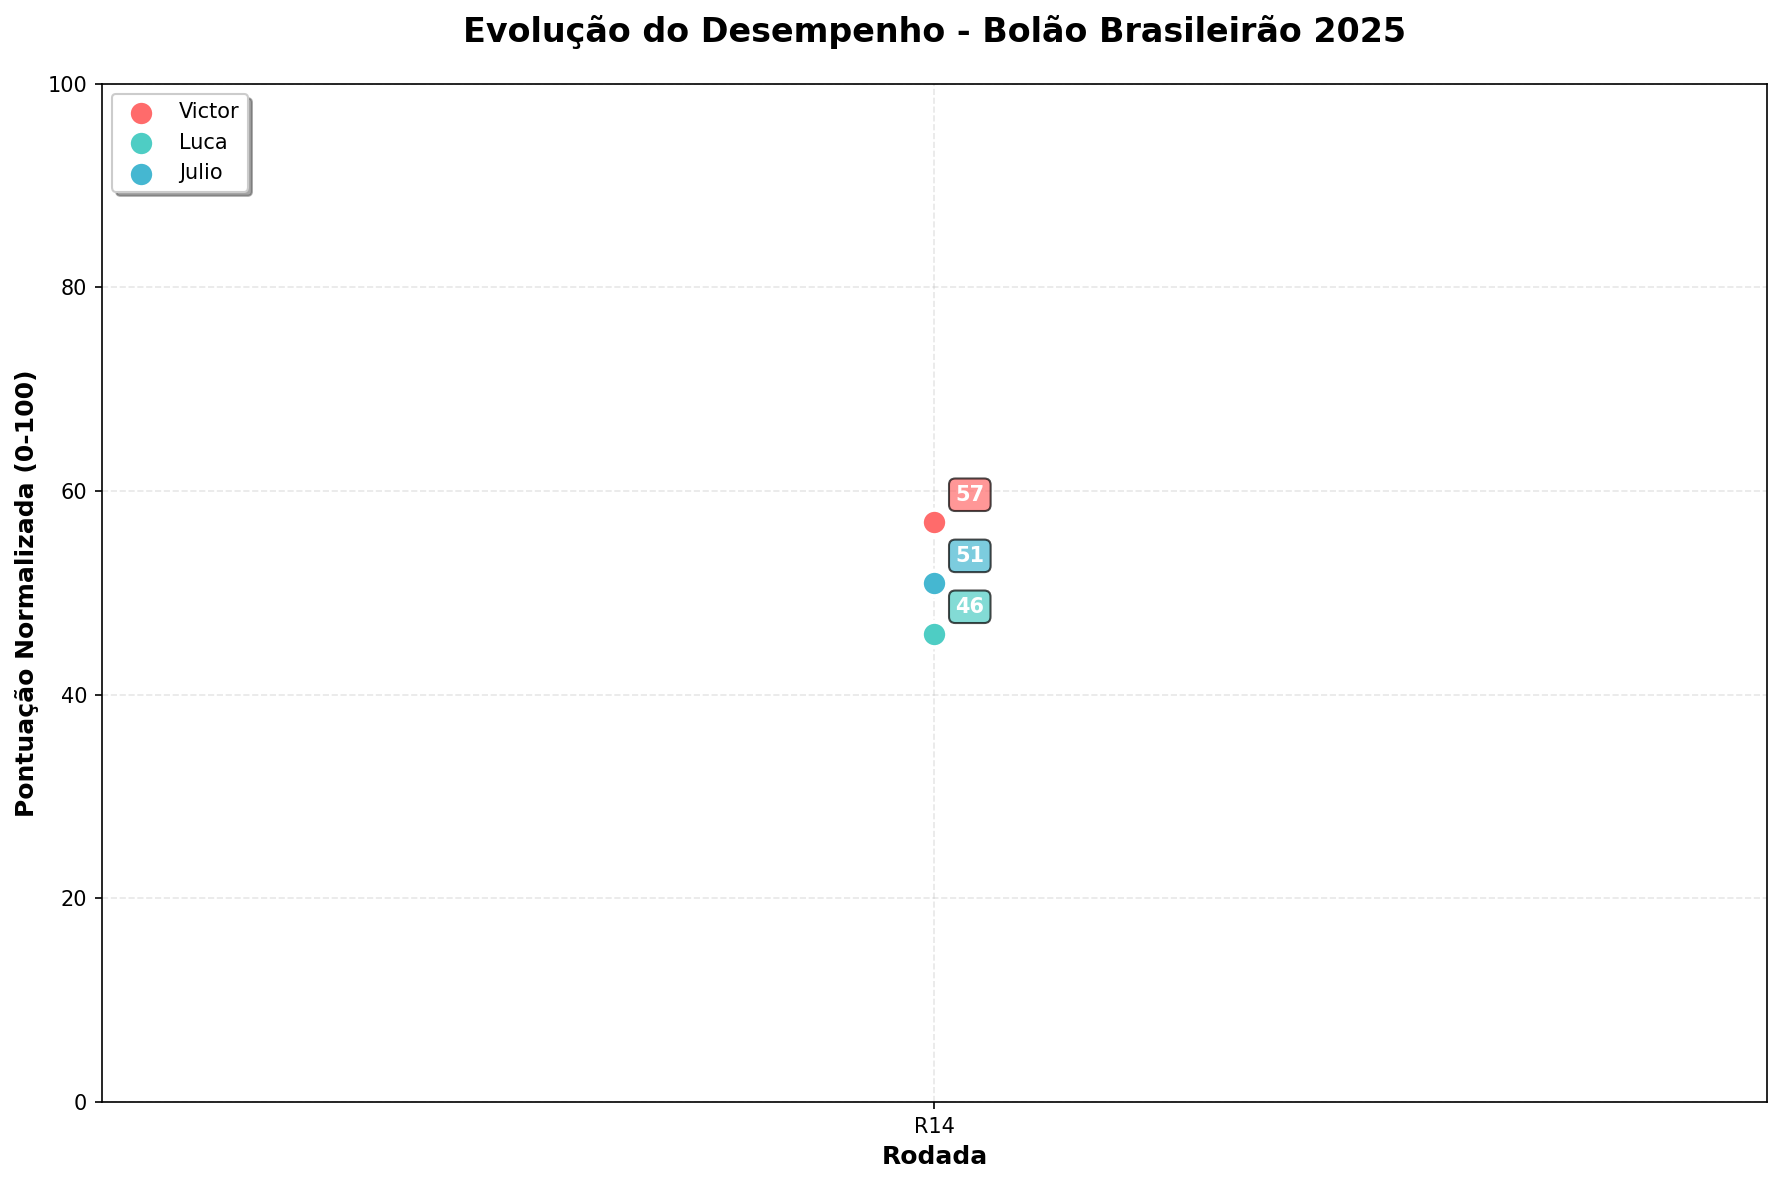 Evolução do Desempenho - Bolão Brasileirão 2025
Pontuação Normalizada (0-100)
100
80
60
40
20
0
Victor
Luca
Julio
57
51
46
R14
Rodada